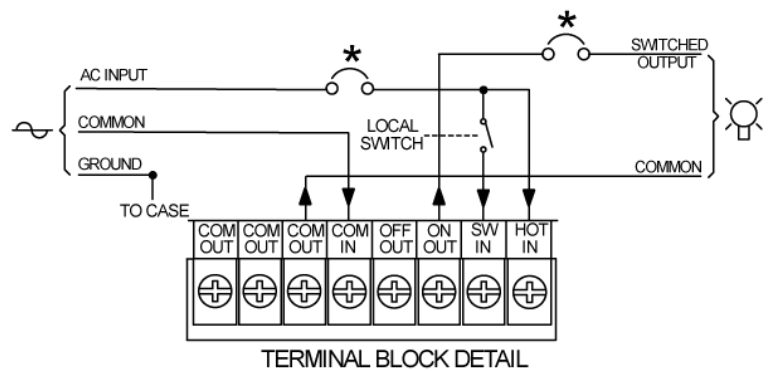 *
SWITCHED
OUTPUT
*
AC INPUT
COMMON
LOCAL
SWITCH
GROUND
COMMON
TO CASE
COM OUT
COM OUT
COM OUT
COM IN
OFF OUT
ON OUT
SW IN
HOT IN
TERMINAL BLOCK DETAIL